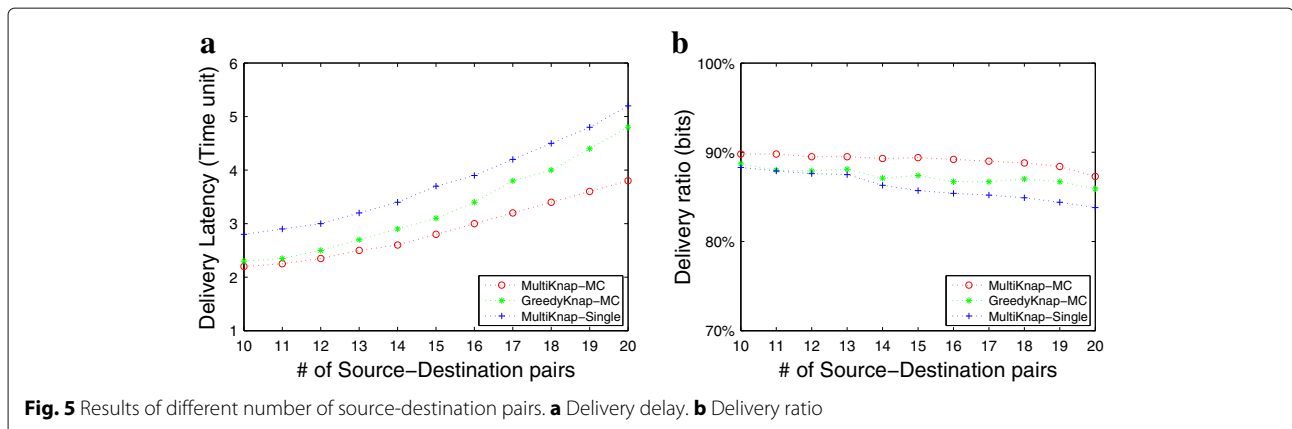 a
Delivery Latency (Time unit)
6
5
4
3
2
1
10 11 12 13 14 15 16 17 18 19 20
# of Source−Destination pairs
MultiKnap−MC
GreedyKnap−MC
MultiKnap−Single
b
Delivery ratio (bits)
100%
90%
80%
70%
10 11 12 13 14 15 16 17 18 19 20
# of Source−Destination pairs
MultiKnap−MC
GreedyKnap−MC
MultiKnap−Single
Fig. 5 Results of different number of source-destination pairs. a Delivery delay. b Delivery ratio